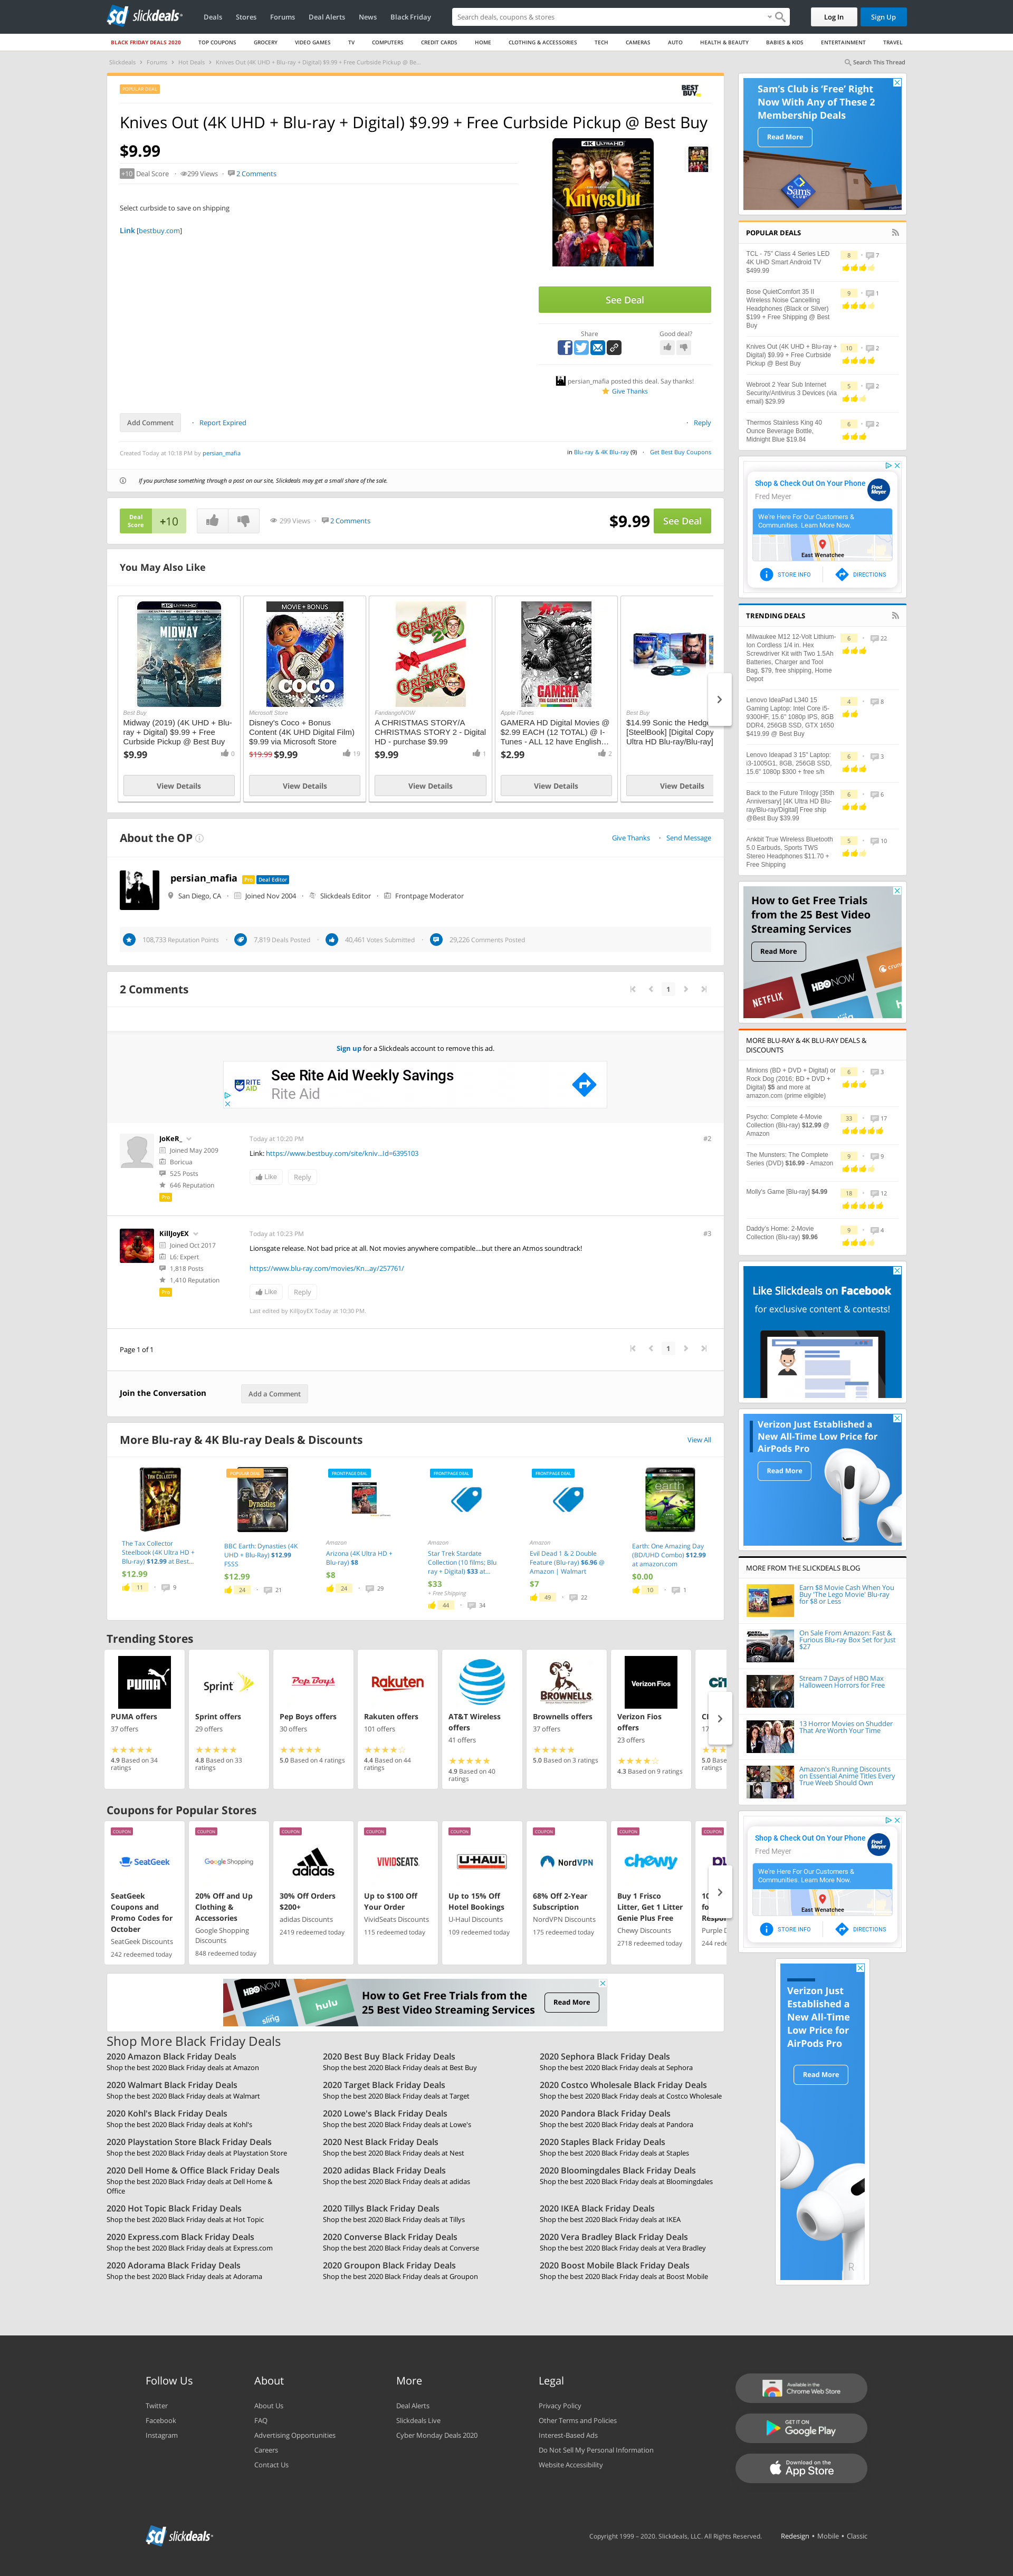 slickdeals
Deals Stores Forums Deal Alerts News Black Friday
Search deals, coupons & stores
Log In Sign Up
BLACK FRIDAY DEALS 2020 TOP COUPONS GROCERY VIDEO GAMES TV COMPUTERS CREDIT CARDS HOME CLOTHING & ACCESSORIES TECH CAMERAS AUTO HEALTH & BEAUTY BABIES & KIDS ENTERTAINMENT TRAVEL
Slickdeals Forums Hot Deals Knives Out (4K UHD + Blu-ray + Digital) $9.99 + Free Curbside Pickup @ Be...
Search This Thread
POPULAR DEAL
BEST BUY
Knives Out (4K UHD + Blu-ray + Digital) $9.99 + Free Curbside Pickup @ Best Buy
$9.99
+10 Deal Score · 299 Views · 2 Comments
Select curbside to save on shipping
Link [bestbuy.com]
4K ULTRAHD
Knives Out
See Deal
Share
Good deal?
persian_mafia posted this deal. Say thanks!
Give Thanks
Add Comment · Report Expired
· Reply
Created Today at 10:18 PM by persian_mafia
in Blu-ray & 4K Blu-ray (9) · Get Best Buy Coupons
If you purchase something through a post on our site, Slickdeals may get a small share of the sale.
Deal Score +10
299 Views · 2 Comments
$9.99 See Deal
You May Also Like
MIDWAY
Best Buy
Midway (2019) (4K UHD + Blu-ray + Digital) $9.99 + Free Curbside Pickup @ Best Buy
$9.99 0
View Details
MOVIE + BONUS
COCO
Microsoft Store
Disney's Coco + Bonus Content (4K UHD Digital Film) $9.99 via Microsoft Store
$19.99 $9.99 19
View Details
A CHRISTMAS STORY 2
A CHRISTMAS STORY
FandangoNOW
A CHRISTMAS STORY/A CHRISTMAS STORY 2 - Digital HD - purchase $9.99
$9.99 1
View Details
GAMERA
THE GIANT MONSTER
Apple iTunes
GAMERA HD Digital Movies @ $2.99 EACH (12 TOTAL) @ I-Tunes - ALL 12 have English...
$2.99 2
View Details
Best Buy
$14.99 Sonic the Hedge
[SteelBook] [Digital Copy
Ultra HD Blu-ray/Blu-ray]
View Details
About the OP
Give Thanks · Send Message
persian_mafia Pro Deal Editor
San Diego, CA · Joined Nov 2004 · Slickdeals Editor · Frontpage Moderator
108,733 Reputation Points · 7,819 Deals Posted · 40,461 Votes Submitted · 29,226 Comments Posted
2 Comments
1
Sign up for a Slickdeals account to remove this ad.
RITE AID
See Rite Aid Weekly Savings
Rite Aid
JoKeR_
Joined May 2009
Boricua
525 Posts
646 Reputation
Pro
Today at 10:20 PM
#2
Link: https://www.bestbuy.com/site/kniv...Id=6395103
Like Reply
KillJoyEX
Joined Oct 2017
L6: Expert
1,818 Posts
1,410 Reputation
Pro
Today at 10:23 PM
#3
Lionsgate release. Not bad price at all. Not movies anywhere compatible....but there an Atmos soundtrack!
https://www.blu-ray.com/movies/Kn...ay/257761/
Like Reply
Last edited by KillJoyEX Today at 10:30 PM.
Page 1 of 1
1
Join the Conversation Add a Comment
More Blu-ray & 4K Blu-ray Deals & Discounts
View All
The Tax Collector Steelbook (4K Ultra HD + Blu-ray) $12.99 at Best...
$12.99
11 · 9
POPULAR DEAL
Dynasties
BBC Earth: Dynasties (4K UHD + Blu-Ray) $12.99 FSSS
$12.99
24 · 21
FRONTPAGE DEAL
Amazon
Arizona (4K Ultra HD + Blu-ray) $8
$8
24 · 29
FRONTPAGE DEAL
Amazon
Star Trek Stardate Collection (10 films; Blu ray + Digital) $33 at...
$33
+ Free Shipping
44 · 34
FRONTPAGE DEAL
Amazon
Evil Dead 1 & 2 Double Feature (Blu-ray) $6.96 @ Amazon | Walmart
$7
49 · 22
earth
Earth: One Amazing Day (BD/UHD Combo) $12.99 at amazon.com
$0.00
10 · 1
Trending Stores
PUMA
PUMA offers
37 offers
4.9 Based on 34 ratings
Sprint
Sprint offers
29 offers
4.8 Based on 33 ratings
Pep Boys
Pep Boys offers
30 offers
5.0 Based on 4 ratings
Rakuten
Rakuten offers
101 offers
4.4 Based on 44 ratings
AT&T Wireless offers
41 offers
4.9 Based on 40 ratings
BROWNELLS
Brownells offers
37 offers
5.0 Based on 3 ratings
Verizon Fios
Verizon Fios offers
23 offers
4.3 Based on 9 ratings
5.0 Base
ratings
Coupons for Popular Stores
COUPON
SeatGeek
SeatGeek Coupons and Promo Codes for October
SeatGeek Discounts
242 redeemed today
COUPON
Google Shopping
20% Off and Up Clothing & Accessories
Google Shopping Discounts
848 redeemed today
COUPON
adidas
30% Off Orders $200+
adidas Discounts
2419 redeemed today
COUPON
VIVIDSEATS
Up to $100 Off Your Order
VividSeats Discounts
115 redeemed today
COUPON
U-HAUL
Up to 15% Off Hotel Bookings
U-Haul Discounts
109 redeemed today
COUPON
NordVPN
68% Off 2-Year Subscription
NordVPN Discounts
175 redeemed today
COUPON
chewy
Buy 1 Frisco Litter, Get 1 Litter Genie Plus Free
Chewy Discounts
2718 redeemed today
COUPON
HBO NOW
sling
hulu
How to Get Free Trials from the 25 Best Video Streaming Services
Read More
Shop More Black Friday Deals
2020 Amazon Black Friday Deals
Shop the best 2020 Black Friday deals at Amazon
2020 Best Buy Black Friday Deals
Shop the best 2020 Black Friday deals at Best Buy
2020 Sephora Black Friday Deals
Shop the best 2020 Black Friday deals at Sephora
2020 Walmart Black Friday Deals
Shop the best 2020 Black Friday deals at Walmart
2020 Target Black Friday Deals
Shop the best 2020 Black Friday deals at Target
2020 Costco Wholesale Black Friday Deals
Shop the best 2020 Black Friday deals at Costco Wholesale
2020 Kohl's Black Friday Deals
Shop the best 2020 Black Friday deals at Kohl's
2020 Lowe's Black Friday Deals
Shop the best 2020 Black Friday deals at Lowe's
2020 Pandora Black Friday Deals
Shop the best 2020 Black Friday deals at Pandora
2020 Playstation Store Black Friday Deals
Shop the best 2020 Black Friday deals at Playstation Store
2020 Nest Black Friday Deals
Shop the best 2020 Black Friday deals at Nest
2020 Staples Black Friday Deals
Shop the best 2020 Black Friday deals at Staples
2020 Dell Home & Office Black Friday Deals
Shop the best 2020 Black Friday deals at Dell Home & Office
2020 adidas Black Friday Deals
Shop the best 2020 Black Friday deals at adidas
2020 Bloomingdales Black Friday Deals
Shop the best 2020 Black Friday deals at Bloomingdales
2020 Hot Topic Black Friday Deals
Shop the best 2020 Black Friday deals at Hot Topic
2020 Tillys Black Friday Deals
Shop the best 2020 Black Friday deals at Tillys
2020 IKEA Black Friday Deals
Shop the best 2020 Black Friday deals at IKEA
2020 Express.com Black Friday Deals
Shop the best 2020 Black Friday deals at Express.com
2020 Converse Black Friday Deals
Shop the best 2020 Black Friday deals at Converse
2020 Vera Bradley Black Friday Deals
Shop the best 2020 Black Friday deals at Vera Bradley
2020 Adorama Black Friday Deals
Shop the best 2020 Black Friday deals at Adorama
2020 Groupon Black Friday Deals
Shop the best 2020 Black Friday deals at Groupon
2020 Boost Mobile Black Friday Deals
Shop the best 2020 Black Friday deals at Boost Mobile
Sam's Club is 'Free' Right Now With Any of These 2 Membership Deals
Read More
Sam's
POPULAR DEALS
TCL - 75" Class 4 Series LED 4K UHD Smart Android TV $499.99
8 · 7
Bose QuietComfort 35 II Wireless Noise Cancelling Headphones (Black or Silver) $199 + Free Shipping @ Best Buy
9 · 1
Knives Out (4K UHD + Blu-ray + Digital) $9.99 + Free Curbside Pickup @ Best Buy
10 · 2
Webroot 2 Year Sub Internet Security/Antivirus 3 Devices (via email) $29.99
5 · 2
Thermos Stainless King 40 Ounce Beverage Bottle, Midnight Blue $19.84
6 · 2
Shop & Check Out On Your Phone
Fred Meyer
We're Here For Our Customers & Communities. Learn More Now.
East Wenatchee
STORE INFO DIRECTIONS
TRENDING DEALS
Milwaukee M12 12-Volt Lithium-Ion Cordless 1/4 in. Hex Screwdriver Kit with Two 1.5Ah Batteries, Charger and Tool Bag, $79, free shipping, Home Depot
6 · 22
Lenovo IdeaPad L340 15 Gaming Laptop: Intel Core i5-9300HF, 15.6" 1080p IPS, 8GB DDR4, 256GB SSD, GTX 1650 $419.99 @ Best Buy
4 · 8
Lenovo Ideapad 3 15" Laptop: i3-1005G1, 8GB, 256GB SSD, 15.6" 1080p $300 + free s/h
6 · 3
Back to the Future Trilogy [35th Anniversary] [4K Ultra HD Blu-ray/Blu-ray/Digital] Free ship @Best Buy $39.99
6 · 6
Ankbit True Wireless Bluetooth 5.0 Earbuds, Sports TWS Stereo Headphones $11.70 + Free Shipping
5 · 10
How to Get Free Trials from the 25 Best Video Streaming Services
Read More
NETFLIX HBO NOW crunchy sling
MORE BLU-RAY & 4K BLU-RAY DEALS & DISCOUNTS
Minions (BD + DVD + Digital) or Rock Dog (2016; BD + DVD + Digital) $5 and more at amazon.com (prime eligible)
6 · 3
Psycho: Complete 4-Movie Collection (Blu-ray) $12.99 @ Amazon
33 · 17
The Munsters: The Complete Series (DVD) $16.99 - Amazon
9 · 9
Molly's Game [Blu-ray] $4.99
18 · 12
Daddy's Home: 2-Movie Collection (Blu-ray) $9.96
9 · 4
Like Slickdeals on Facebook
for exclusive content & contests!
Verizon Just Established a New All-Time Low Price for AirPods Pro
Read More
MORE FROM THE SLICKDEALS BLOG
Earn $8 Movie Cash When You Buy 'The Lego Movie' Blu-ray for $8 or Less
On Sale From Amazon: Fast & Furious Blu-ray Box Set for Just $27
Stream 7 Days of HBO Max Halloween Horrors for Free
13 Horror Movies on Shudder That Are Worth Your Time
Amazon's Running Discounts on Essential Anime Titles Every True Weeb Should Own
Shop & Check Out On Your Phone
Fred Meyer
We're Here For Our Customers & Communities. Learn More Now.
East Wenatchee
STORE INFO DIRECTIONS
Verizon Just Established a New All-Time Low Price for AirPods Pro
Read More
Follow Us
Twitter
Facebook
Instagram
About
About Us
FAQ
Advertising Opportunities
Careers
Contact Us
More
Deal Alerts
Slickdeals Live
Cyber Monday Deals 2020
Legal
Privacy Policy
Other Terms and Policies
Interest-Based Ads
Do Not Sell My Personal Information
Website Accessibility
Available in the Chrome Web Store
GET IT ON Google Play
Download on the App Store
slickdeals
Copyright 1999 – 2020. Slickdeals, LLC. All Rights Reserved. Redesign • Mobile • Classic